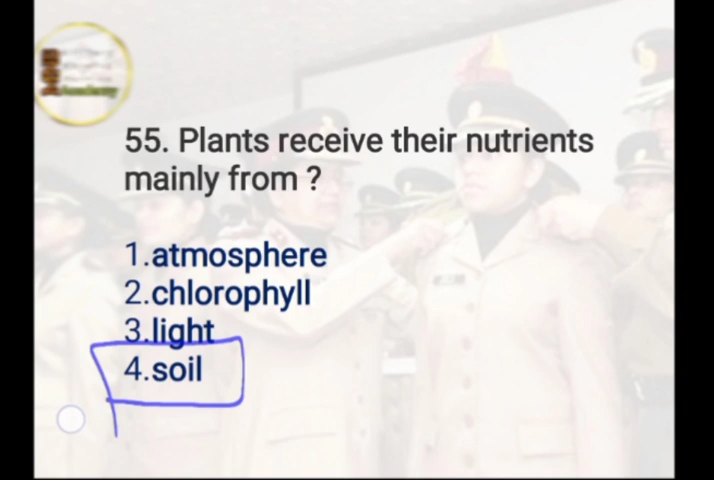 55. Plants receive their nutrients
mainly from ?
1.atmosphere
2.chlorophyll
3.light
4.soil